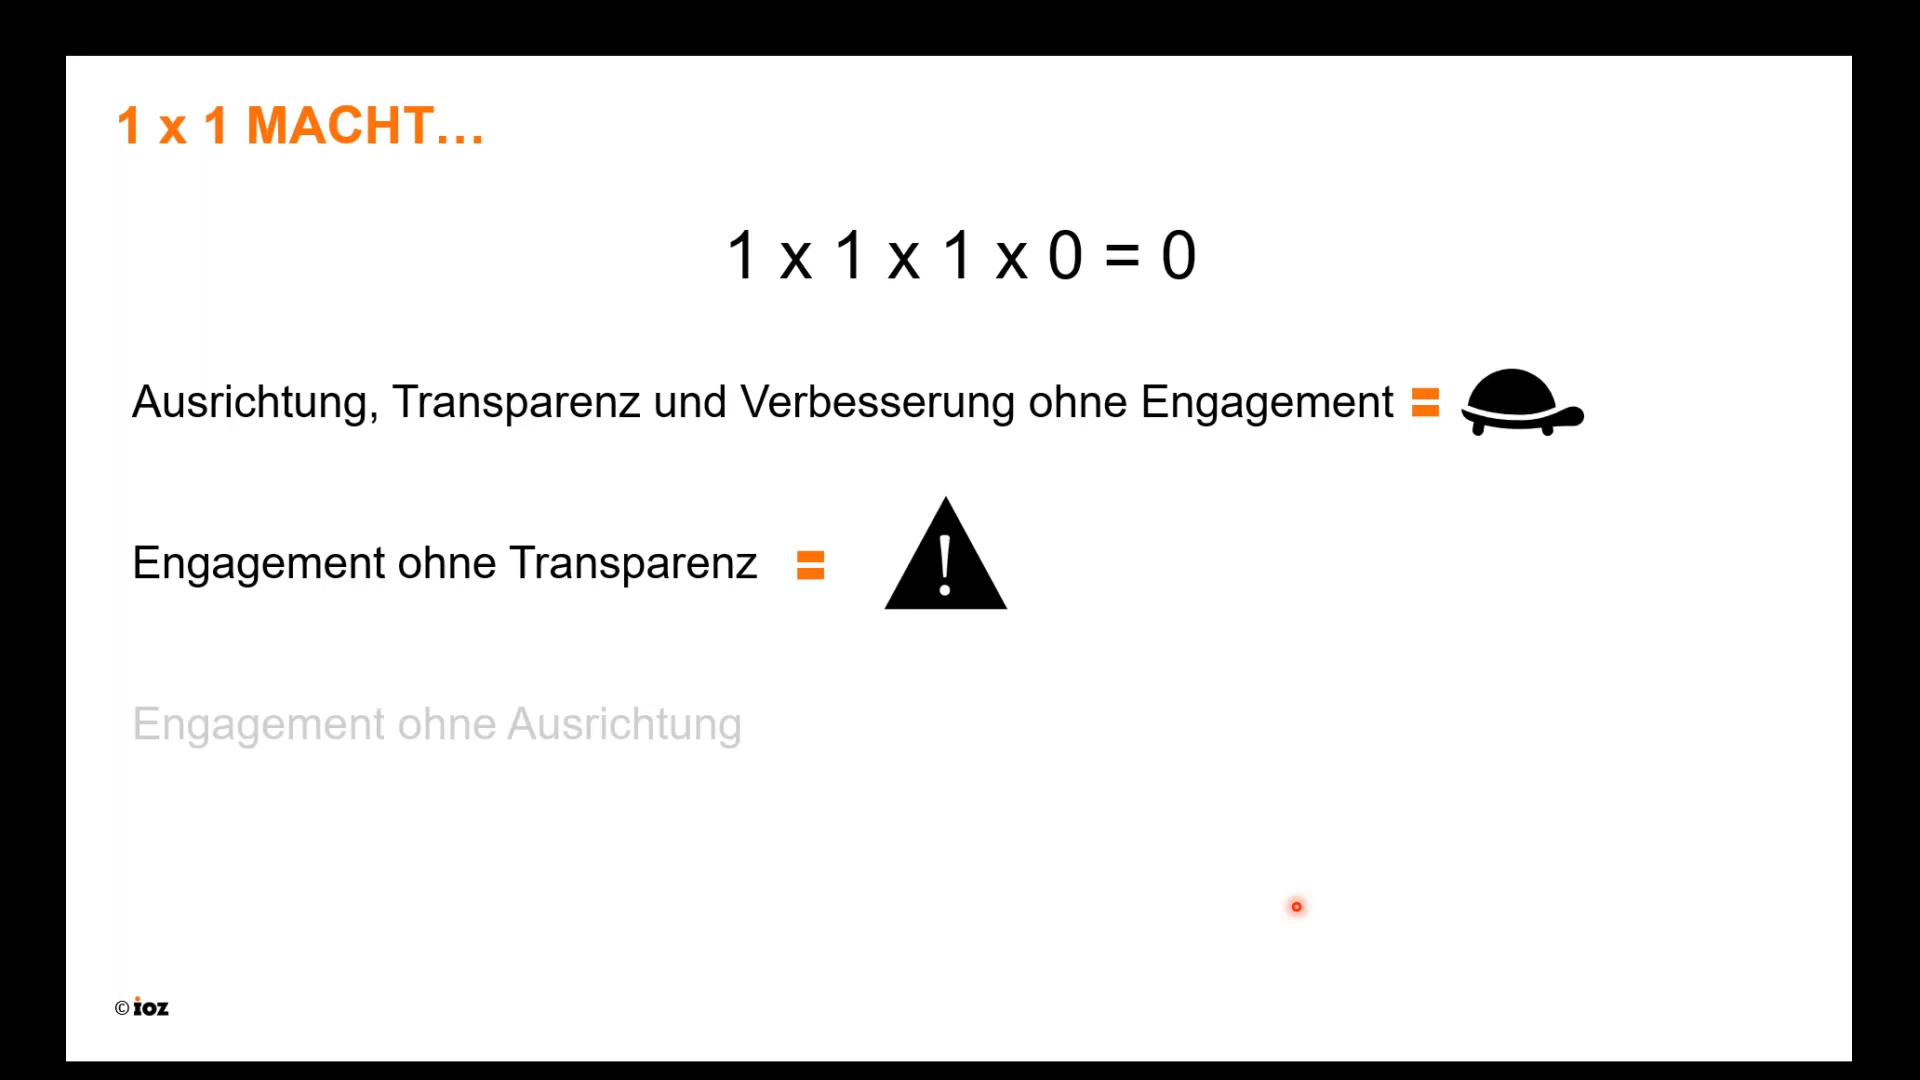 1 x 1 MACHT...
1 x 1 x 1 x 0 = 0
Ausrichtung, Transparenz und Verbesserung ohne Engagement =
Engagement ohne Transparenz = !
Engagement ohne Ausrichtung
© ioz